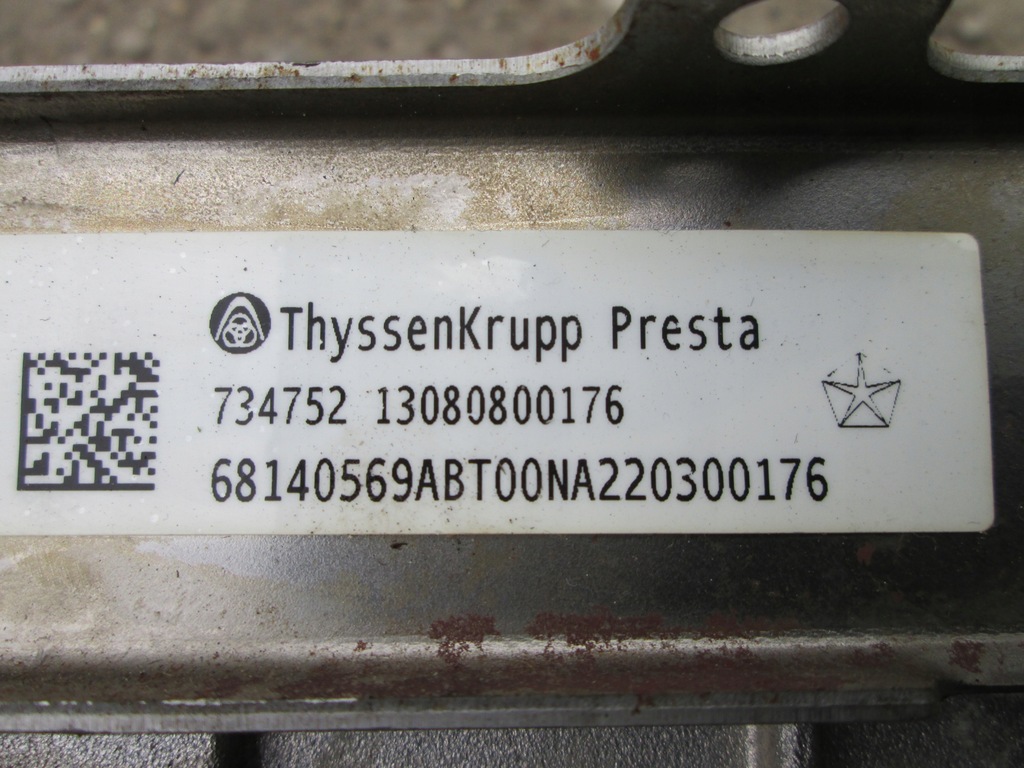 ThyssenKrupp Presta
734752 13080800176
68140569ABT00NA220300176